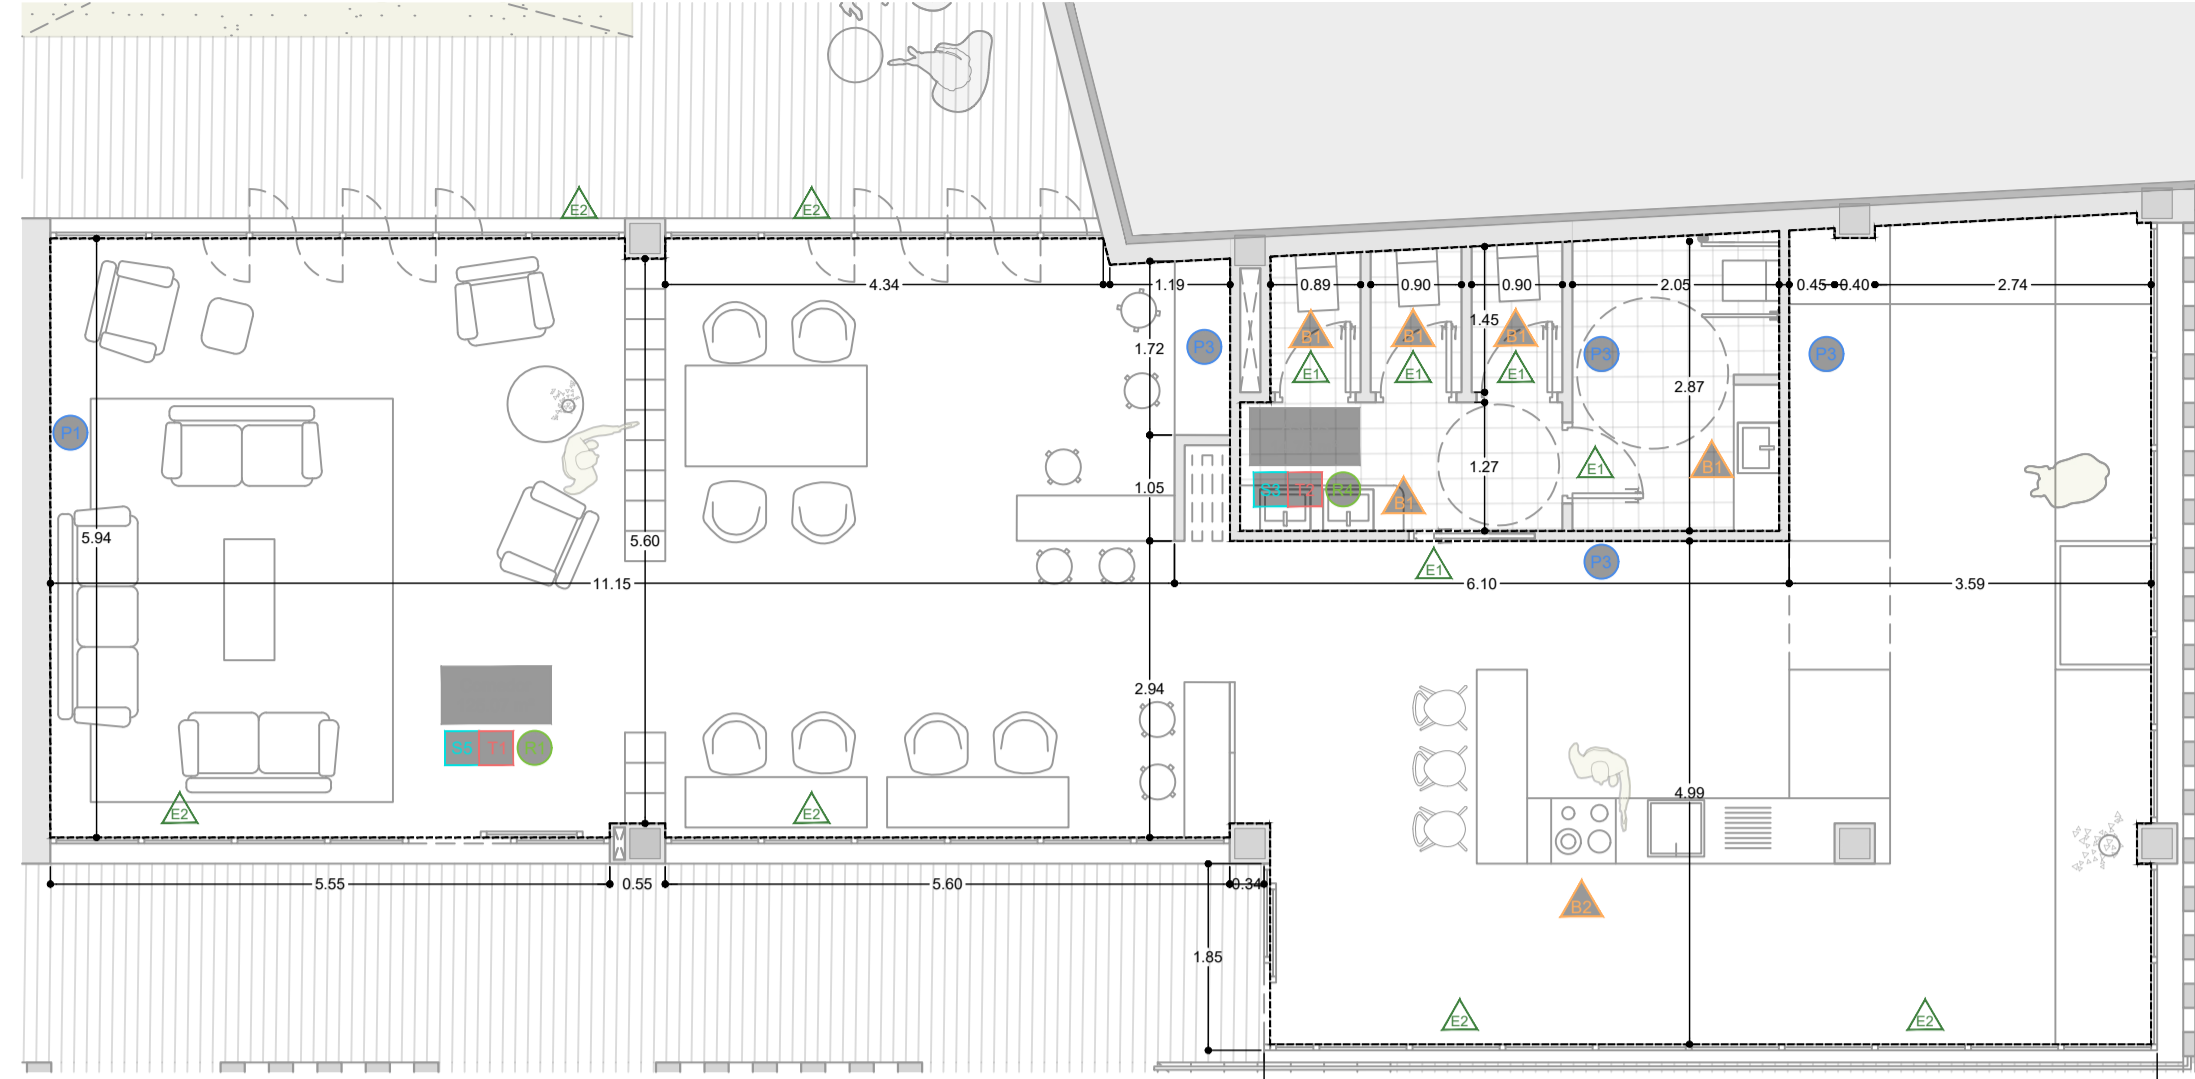 E2 E2
4.34 1.19 0.89 0.90 0.90 2.05 0.45 0.40 2.74
1.45
B1 B1 B1
1.72 P3 P3 P3
E1 E1 E1
2.87
P1
1.27 E1 B1
1.05 S3 B1
5.94 5.60
E1 P3
11.15 6.10 3.59
2.94
S5 T1 R1
4.99
E2 E2
5.55 0.55 5.60 0.34
B2
1.85
E2 E2